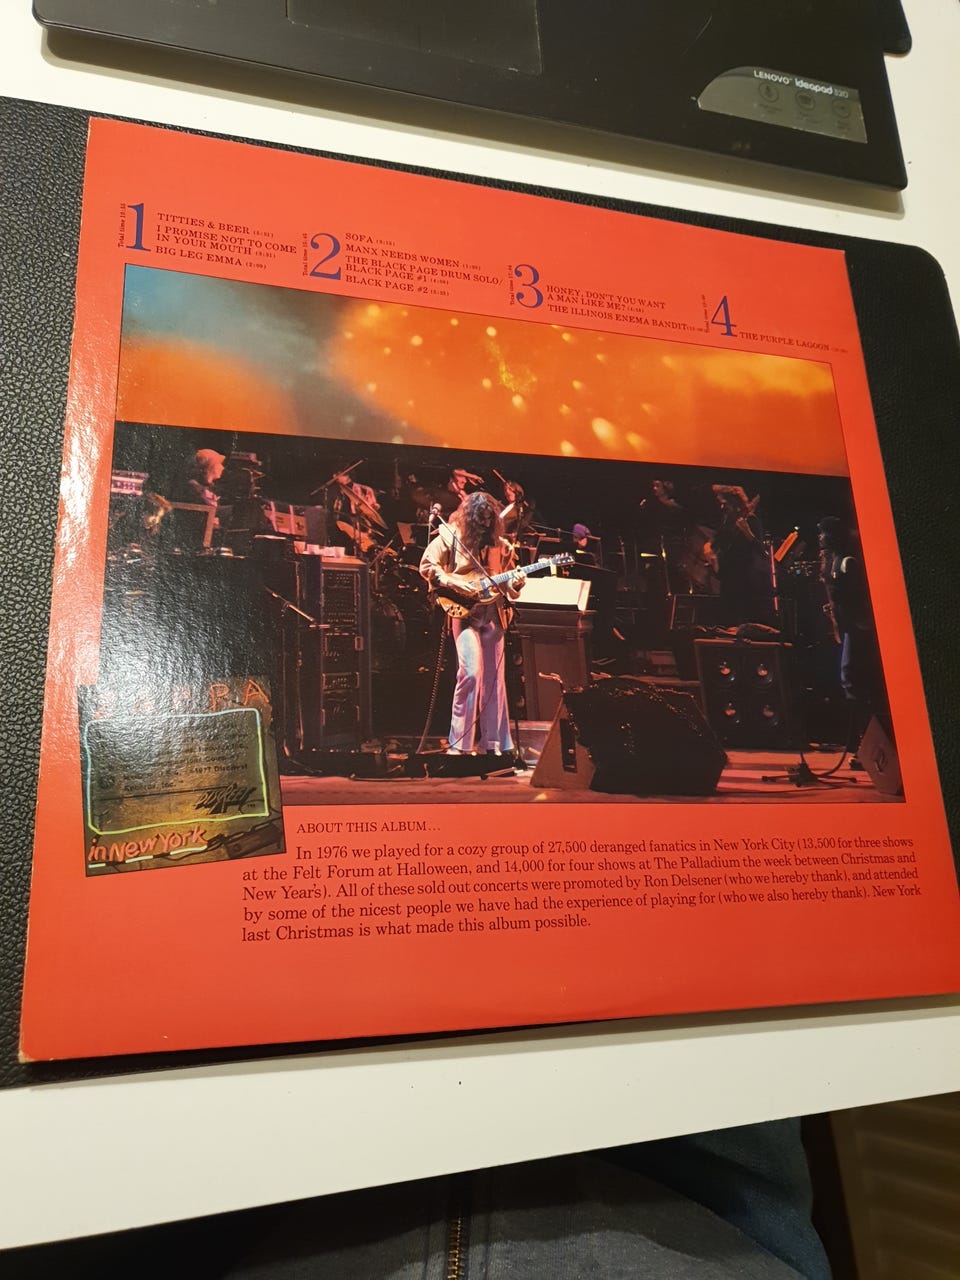 LENOVO ideapad 320
1
TITTIES & BEER
I PROMISE NOT TO COME
IN YOUR MOUTH
BIG LEG EMMA
2
SOFA
MANX NEEDS WOMEN
THE BLACK PAGE DRUM SOLO/
BLACK PAGE #1
BLACK PAGE #2
3
HONEY, DON'T YOU WANT
A MAN LIKE ME?
THE ILLINOIS ENEMA BANDIT
4
THE PURPLE LAGOON
ZAPPA
Records, Inc.
in New York
ABOUT THIS ALBUM...
In 1976 we played for a cozy group of 27,500 deranged fanatics in New York City (13,500 for three shows
at the Felt Forum at Halloween, and 14,000 for four shows at The Palladium the week between Christmas and
New Year's). All of these sold out concerts were promoted by Ron Delsener (who we hereby thank), and attended
by some of the nicest people we have had the experience of playing for (who we also hereby thank). New York
last Christmas is what made this album possible.